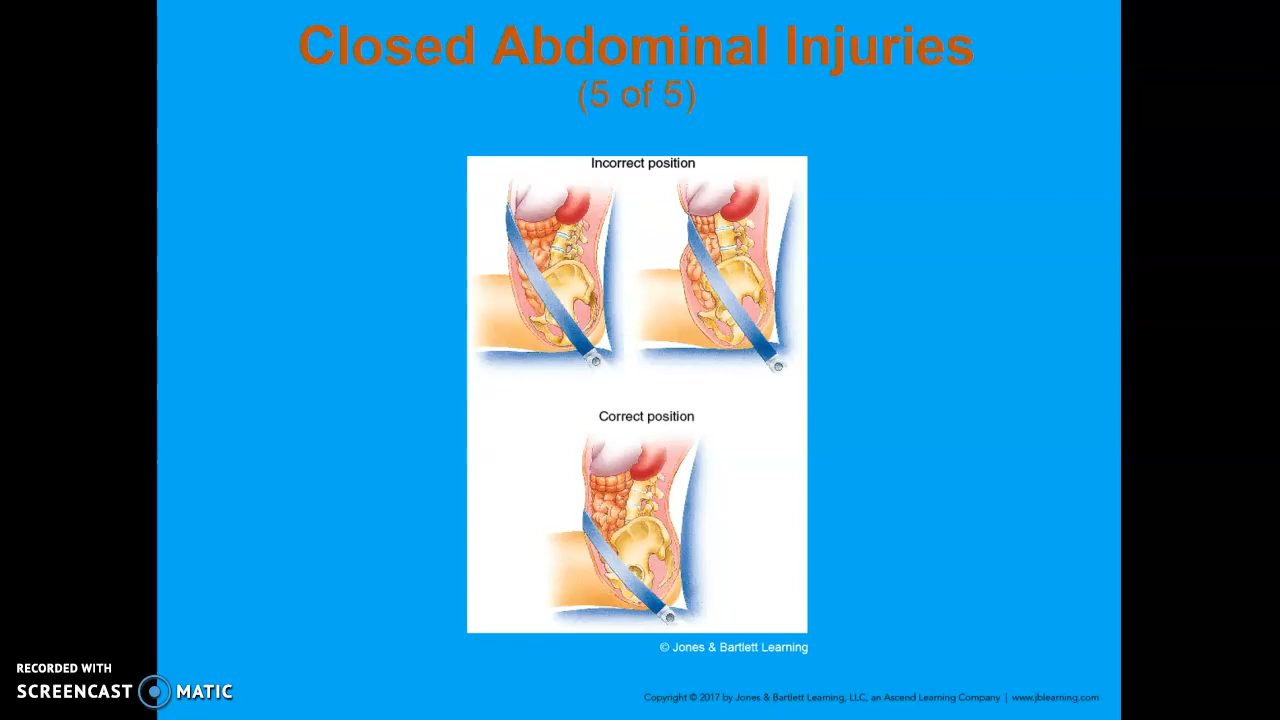 Closed Abdominal Injuries
(5 of 5)
Incorrect position
Correct position
© Jones & Bartlett Learning
RECORDED WITH
SCREENCAST MATIC
Copyright © 2017 by Jones & Bartlett Learning, LLC, an Ascend Learning Company | www.jblearning.com